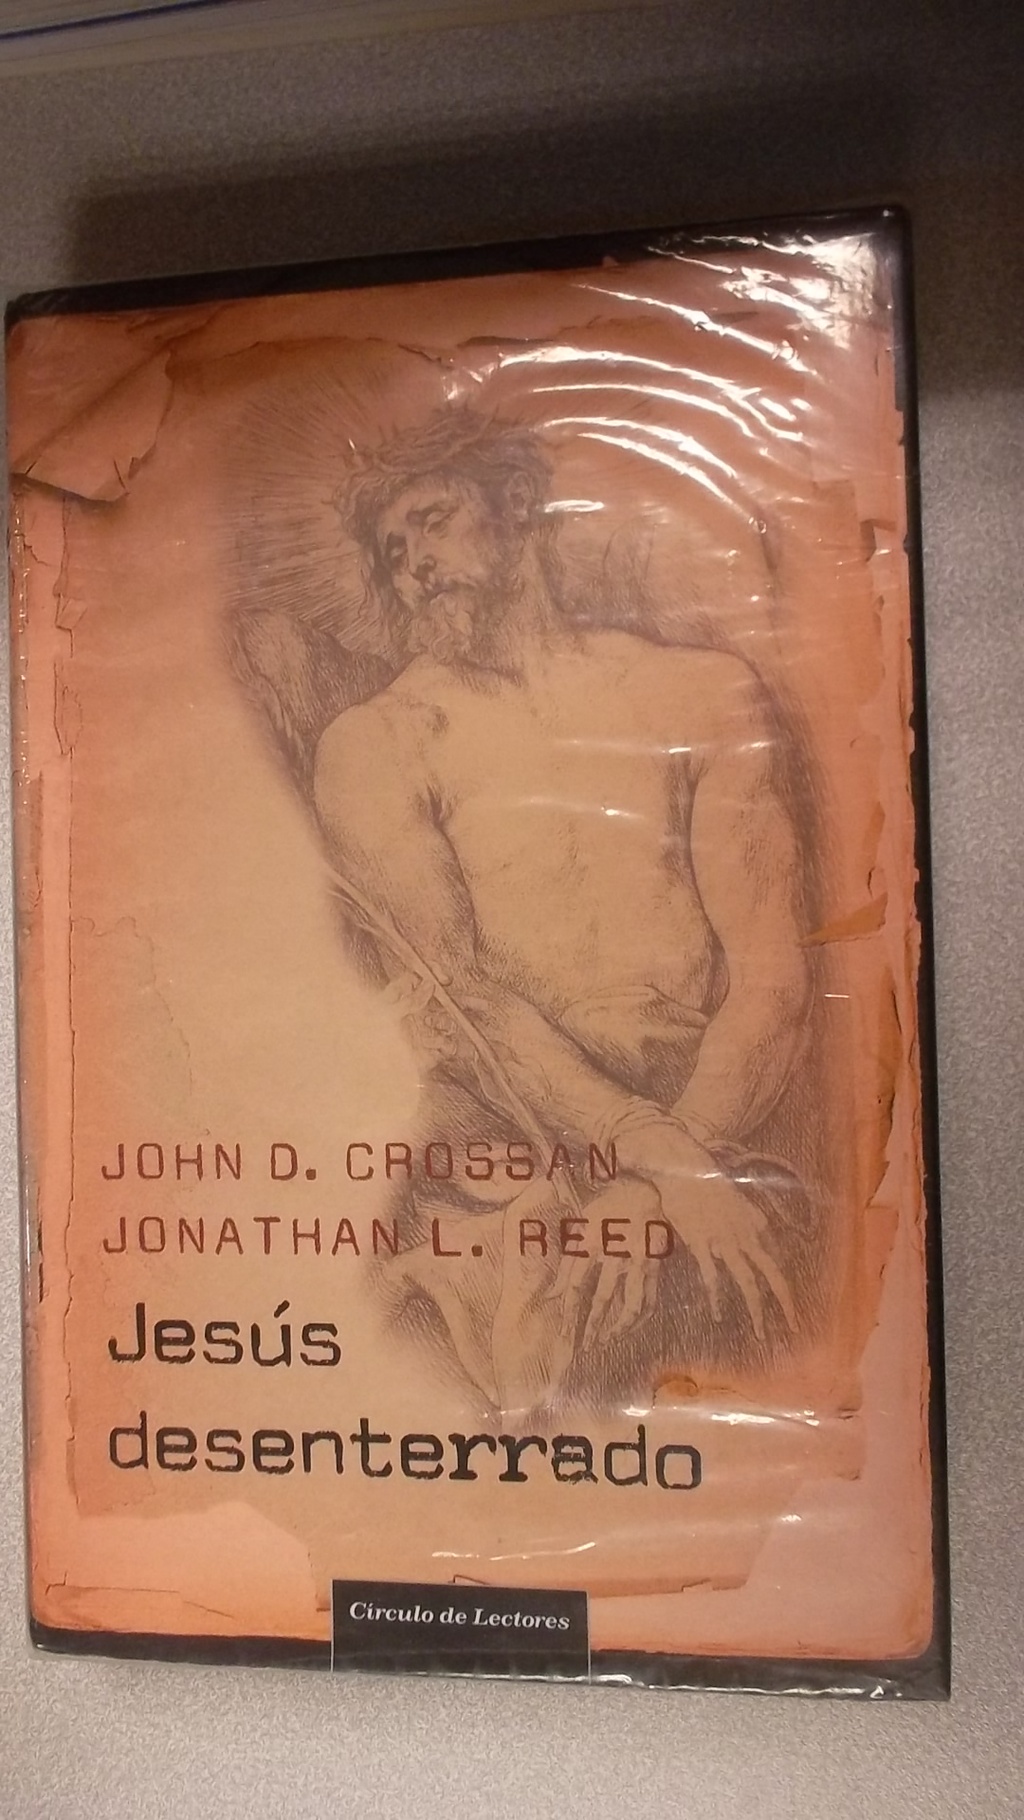 JOHN D. CROSSAN
JONATHAN L. REED
Jesús
desenterrado
Círculo de Lectores